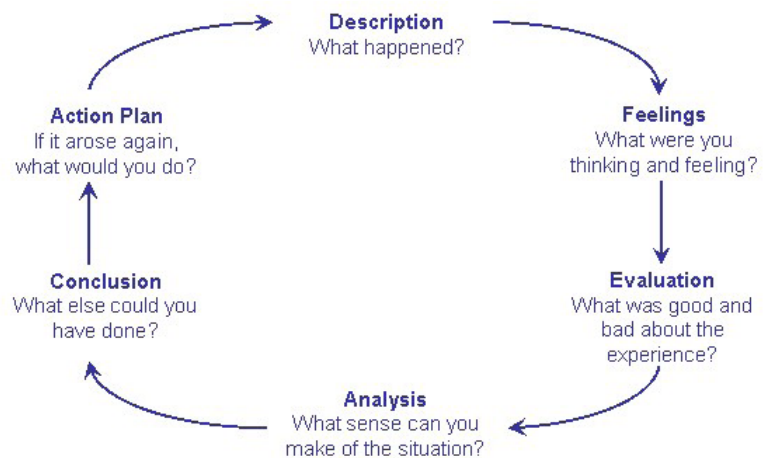 Description
What happened?
Feelings
What were you
thinking and feeling?
Evaluation
What was good and
bad about the
experience?
Analysis
What sense can you
make of the situation?
Conclusion
What else could you
have done?
Action Plan
If it arose again,
what would you do?